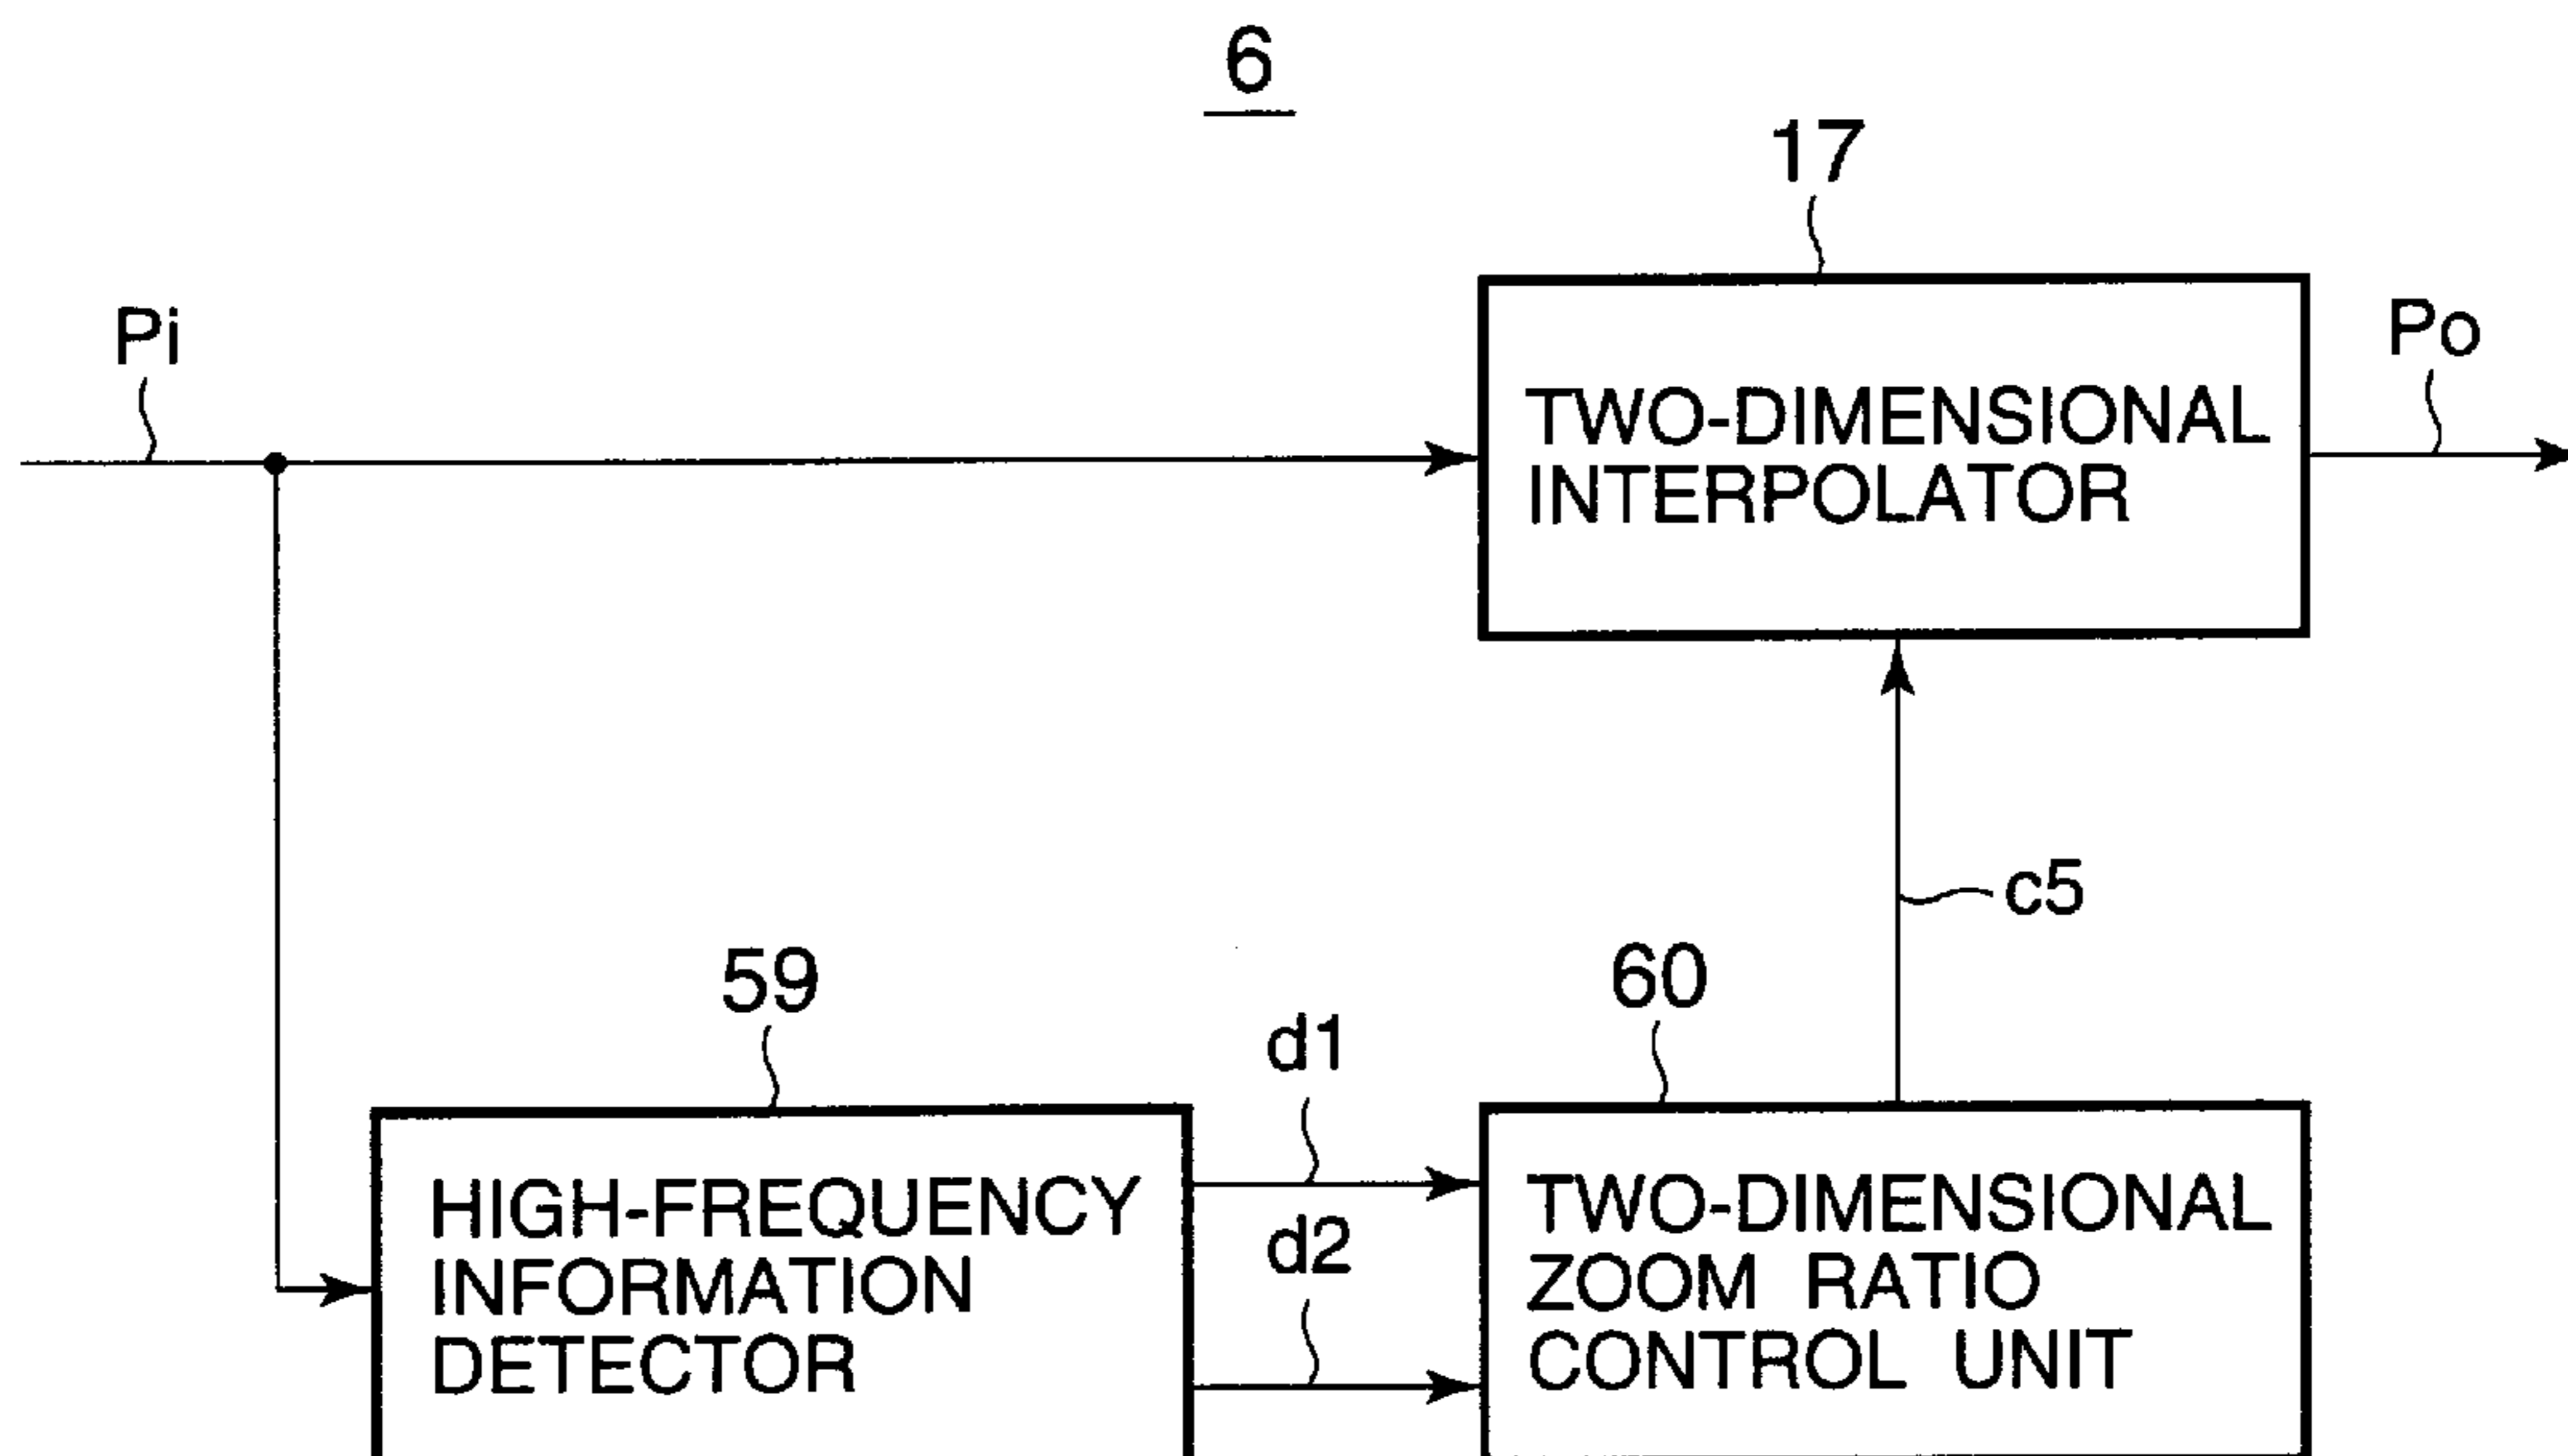 6
17
Pi
Po
TWO-DIMENSIONAL
INTERPOLATOR
c5
59
60
d1
d2
HIGH-FREQUENCY
INFORMATION
DETECTOR
TWO-DIMENSIONAL
ZOOM RATIO
CONTROL UNIT